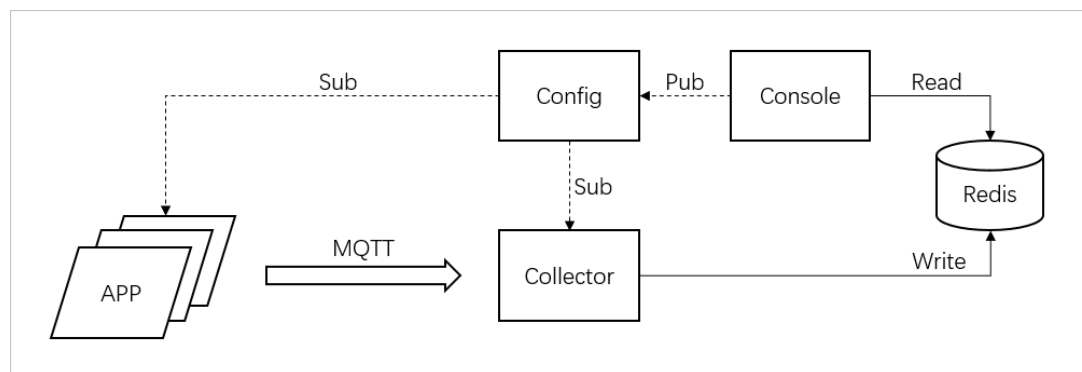 Sub
Config
Pub
Console
Read
Sub
Redis
MQTT
APP
Collector
Write